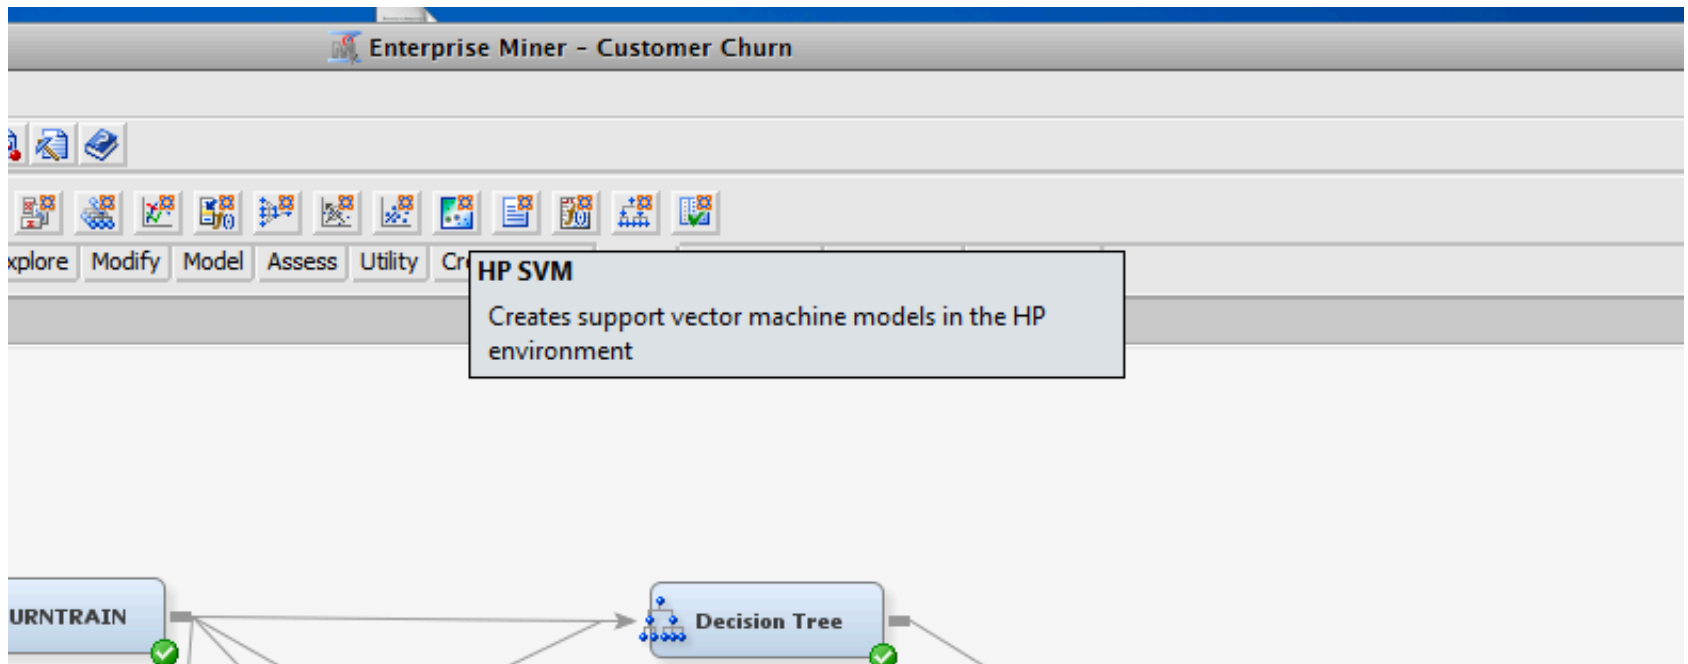 Enterprise Miner - Customer Churn
xplore Modify Model Assess Utility Cr
HP SVM
Creates support vector machine models in the HP
environment
URNTRAIN
Decision Tree